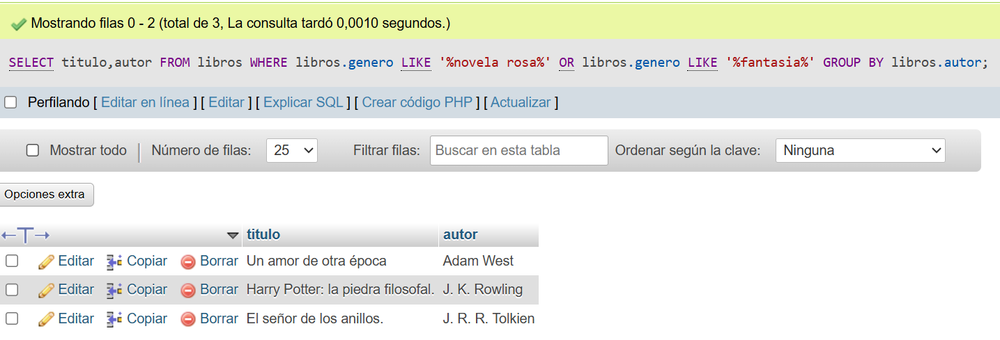 Mostrando filas 0 - 2 (total de 3, La consulta tardó 0,0010 segundos.)
SELECT titulo,autor FROM libros WHERE libros.genero LIKE '%novela rosa%' OR libros.genero LIKE '%fantasia%' GROUP BY libros.autor;
Perfilando [ Editar en línea ] [ Editar ] [ Explicar SQL ] [ Crear código PHP ] [ Actualizar ]
Mostrar todo | Número de filas: 25 Filtrar filas: Buscar en esta tabla Ordenar según la clave: Ninguna
Opciones extra
←T→ titulo autor
Editar Copiar Borrar Un amor de otra época Adam West
Editar Copiar Borrar Harry Potter: la piedra filosofal. J. K. Rowling
Editar Copiar Borrar El señor de los anillos. J. R. R. Tolkien